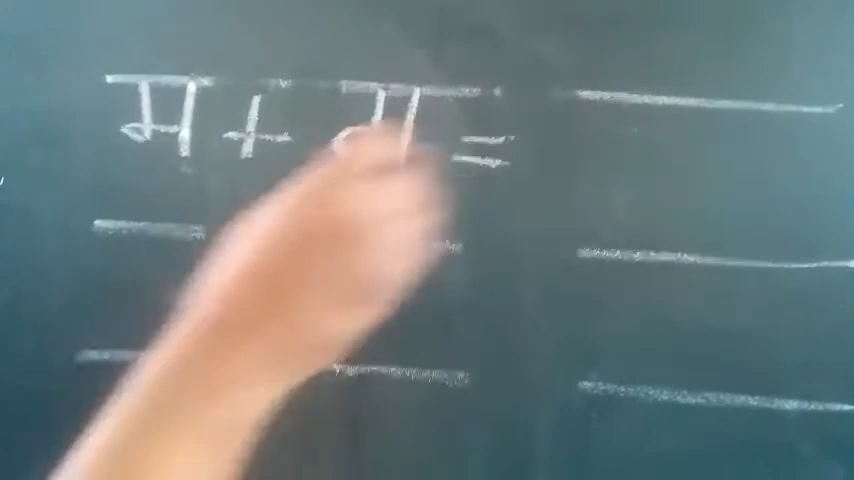 म + म =